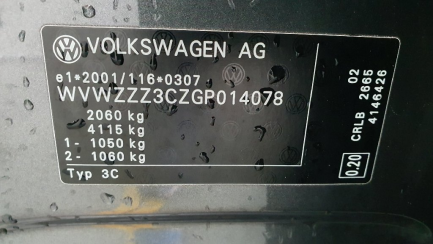 VOLKSWAGEN AG
e1*2001/116*0307
WVWZZZ3CZGP014078
2060 kg
4115 kg
1- 1050 kg
2- 1060 kg
Typ 3C
CRLB 2665 02
4146426
0.20